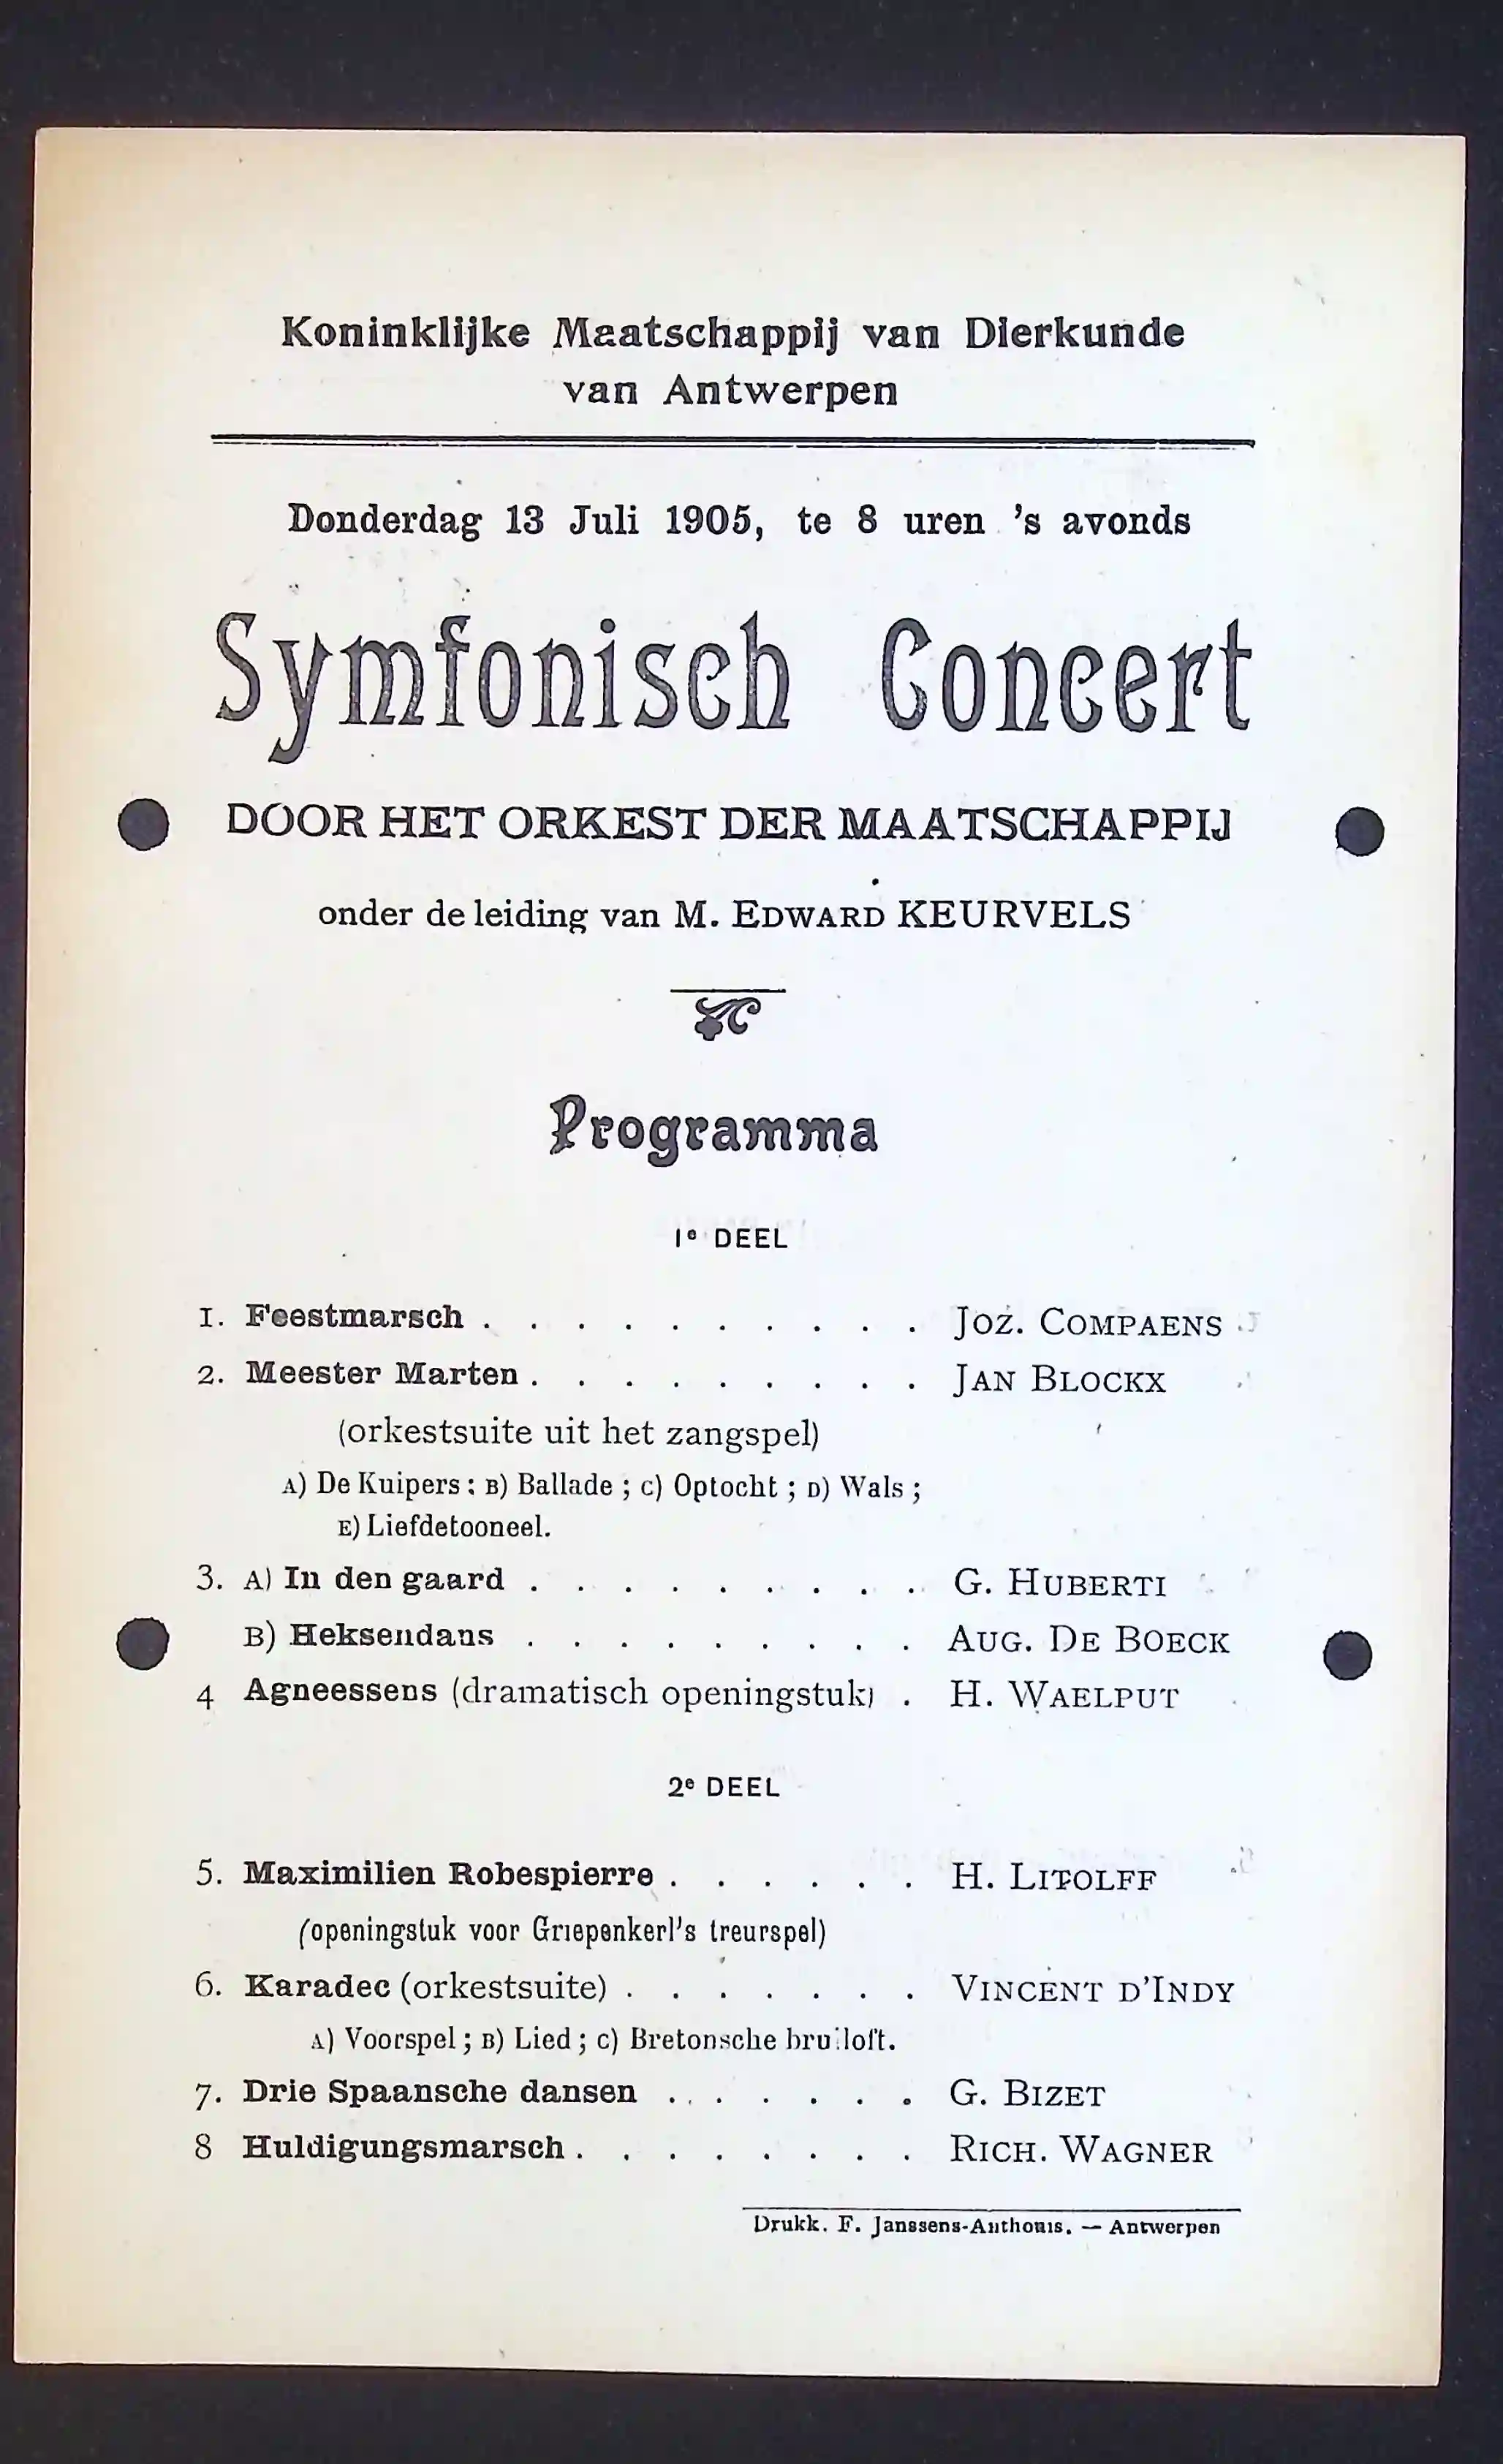 Koninklijke Maatschappij van Dierkunde
van Antwerpen
Donderdag 13 Juli 1905, te 8 uren 's avonds
Symfonisch Concert
DOOR HET ORKEST DER MAATSCHAPPIJ
onder de leiding van M. EDWARD KEURVELS
Programma
1e DEEL
1. Feestmarsch . . . . . . . . . . JOZ. COMPAENS
2. Meester Marten . . . . . . . . . JAN BLOCKX
(orkestsuite uit het zangspel)
A) De Kuipers ; B) Ballade ; C) Optocht ; D) Wals ;
E) Liefdetooneel.
3. A) In den gaard . . . . . . . . . G. HUBERTI
B) Heksendans . . . . . . . . . AUG. DE BOECK
4 Agneessens (dramatisch openingstuk) . H. WAELPUT
2e DEEL
5. Maximilien Robespierre . . . . . . H. LITOLFF
(openingstuk voor Griepenkerl's treurspel)
6. Karadec (orkestsuite) . . . . . . . VINCENT D'INDY
A) Voorspel ; B) Lied ; C) Bretonsche bruiloft.
7. Drie Spaansche dansen . . . . . . G. BIZET
8 Huldigungsmarsch . . . . . . . . RICH. WAGNER
Drukk. F. Janssens-Anthonis. — Antwerpen